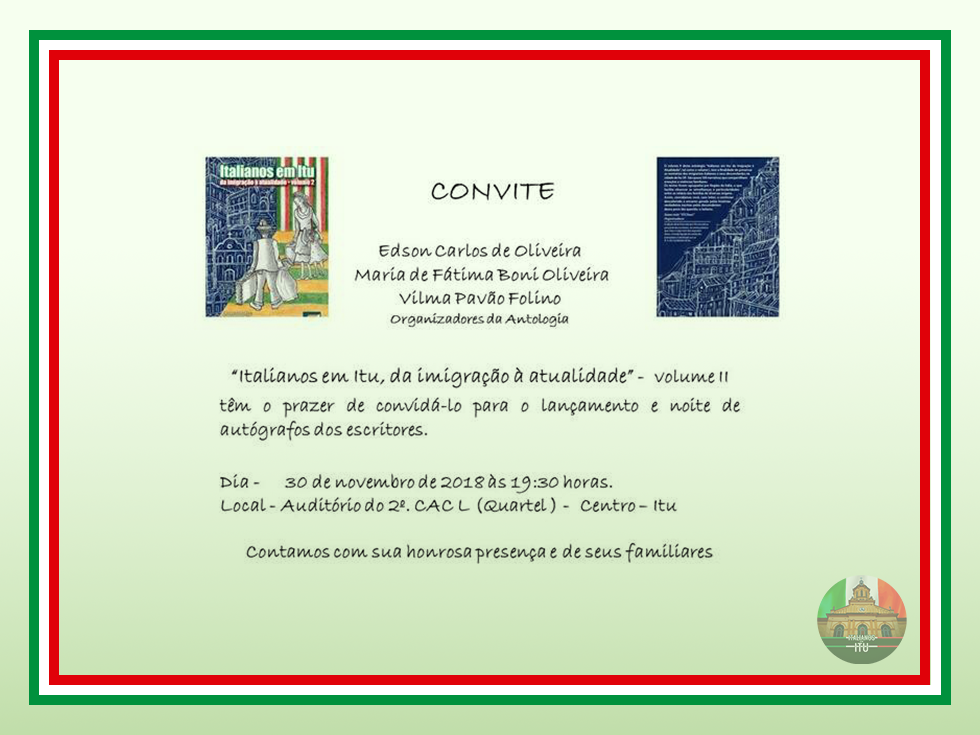 Italianos em Itu
da imigração à atualidade - volume 2
CONVITE
Edson Carlos de Oliveira
Maria de Fátima Boni Oliveira
Vilma Pavão Folino
Organizadores da Antologia
“Italianos em Itu, da imigração à atualidade” - volume II
têm o prazer de convidá-lo para o lançamento e noite de
autógrafos dos escritores.
Dia - 30 de novembro de 2018 às 19:30 horas.
Local - Auditório do 2º. CAC L (Quartel ) - Centro – Itu
Contamos com sua honrosa presença e de seus familiares
ITALIANOS
ITU